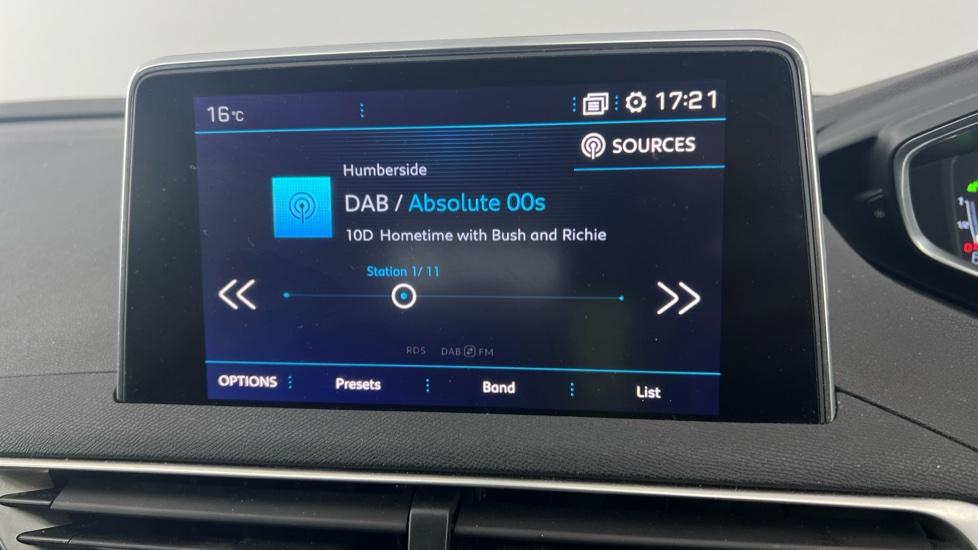 16°C
17:21
SOURCES
Humberside
DAB / Absolute 00s
10D Hometime with Bush and Richie
Station 1/ 11
RDS DAB FM
OPTIONS Presets Band List